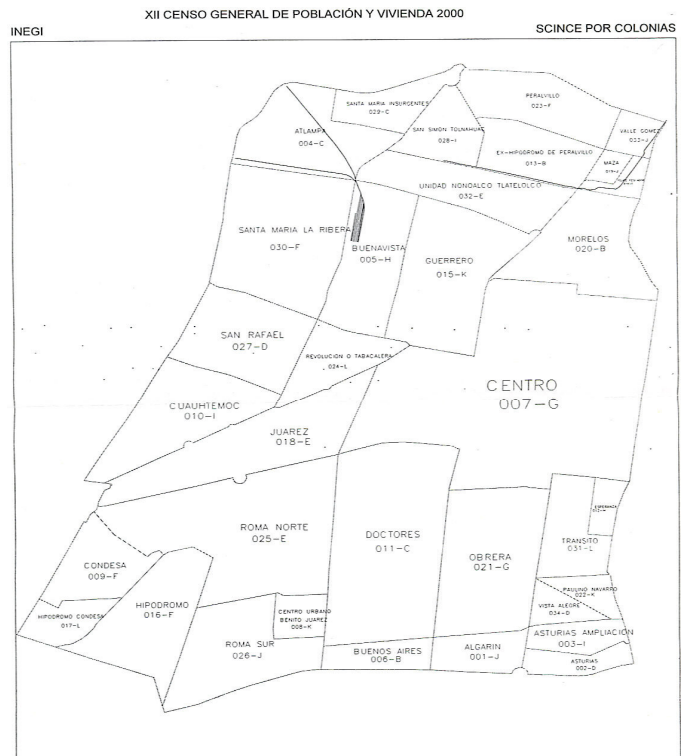 XII CENSO GENERAL DE POBLACIÓN Y VIVIENDA 2000
INEGI
SCINCE POR COLONIAS
PERALVILLO
023-F
SANTA MARIA INSURGENTES
029-C
VALLE GOMEZ
033-J
ATLAMPA
004-C
SAN SIMON TOLNAHUAC
028-I
EX-HIPODROMO DE PERALVILLO
013-B
MAZA
UNIDAD NONOALCO TLATELOLCO
032-E
SANTA MARIA LA RIBERA
030-F
BUENAVISTA
005-H
GUERRERO
015-K
MORELOS
020-B
SAN RAFAEL
027-D
REVOLUCION O TABACALERA
024-L
CENTRO
007-G
CUAUHTEMOC
010-I
JUAREZ
018-E
ESPERANZA
ROMA NORTE
025-E
DOCTORES
011-C
OBRERA
021-G
TRANSITO
031-L
CONDESA
009-F
PAULINO NAVARRO
022-K
HIPODROMO
016-F
HIPODROMO CONDESA
017-L
CENTRO URBANO
BENITO JUAREZ
008-K
VISTA ALEGRE
034-D
ROMA SUR
026-J
BUENOS AIRES
006-B
ALGARIN
001-J
ASTURIAS AMPLIACION
003-I
ASTURIAS
002-D